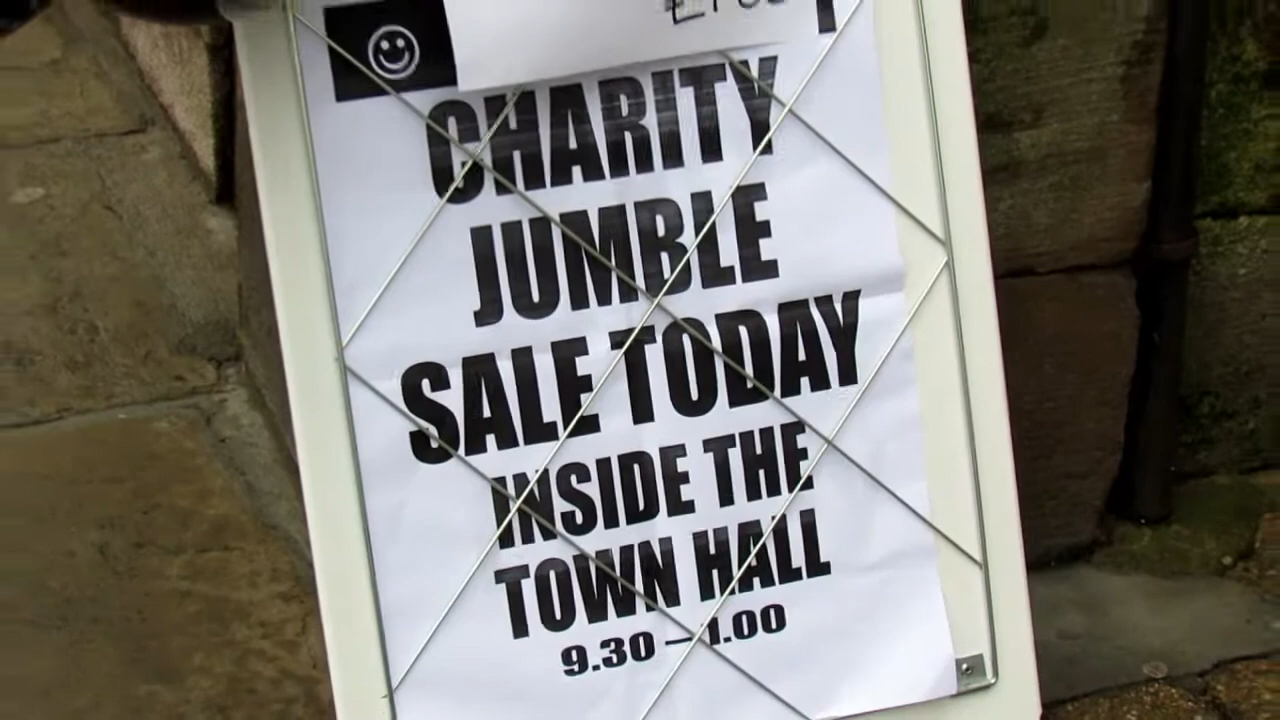 CHARITY
JUMBLE
SALE TODAY
INSIDE THE
TOWN HALL
9.30 – 1.00